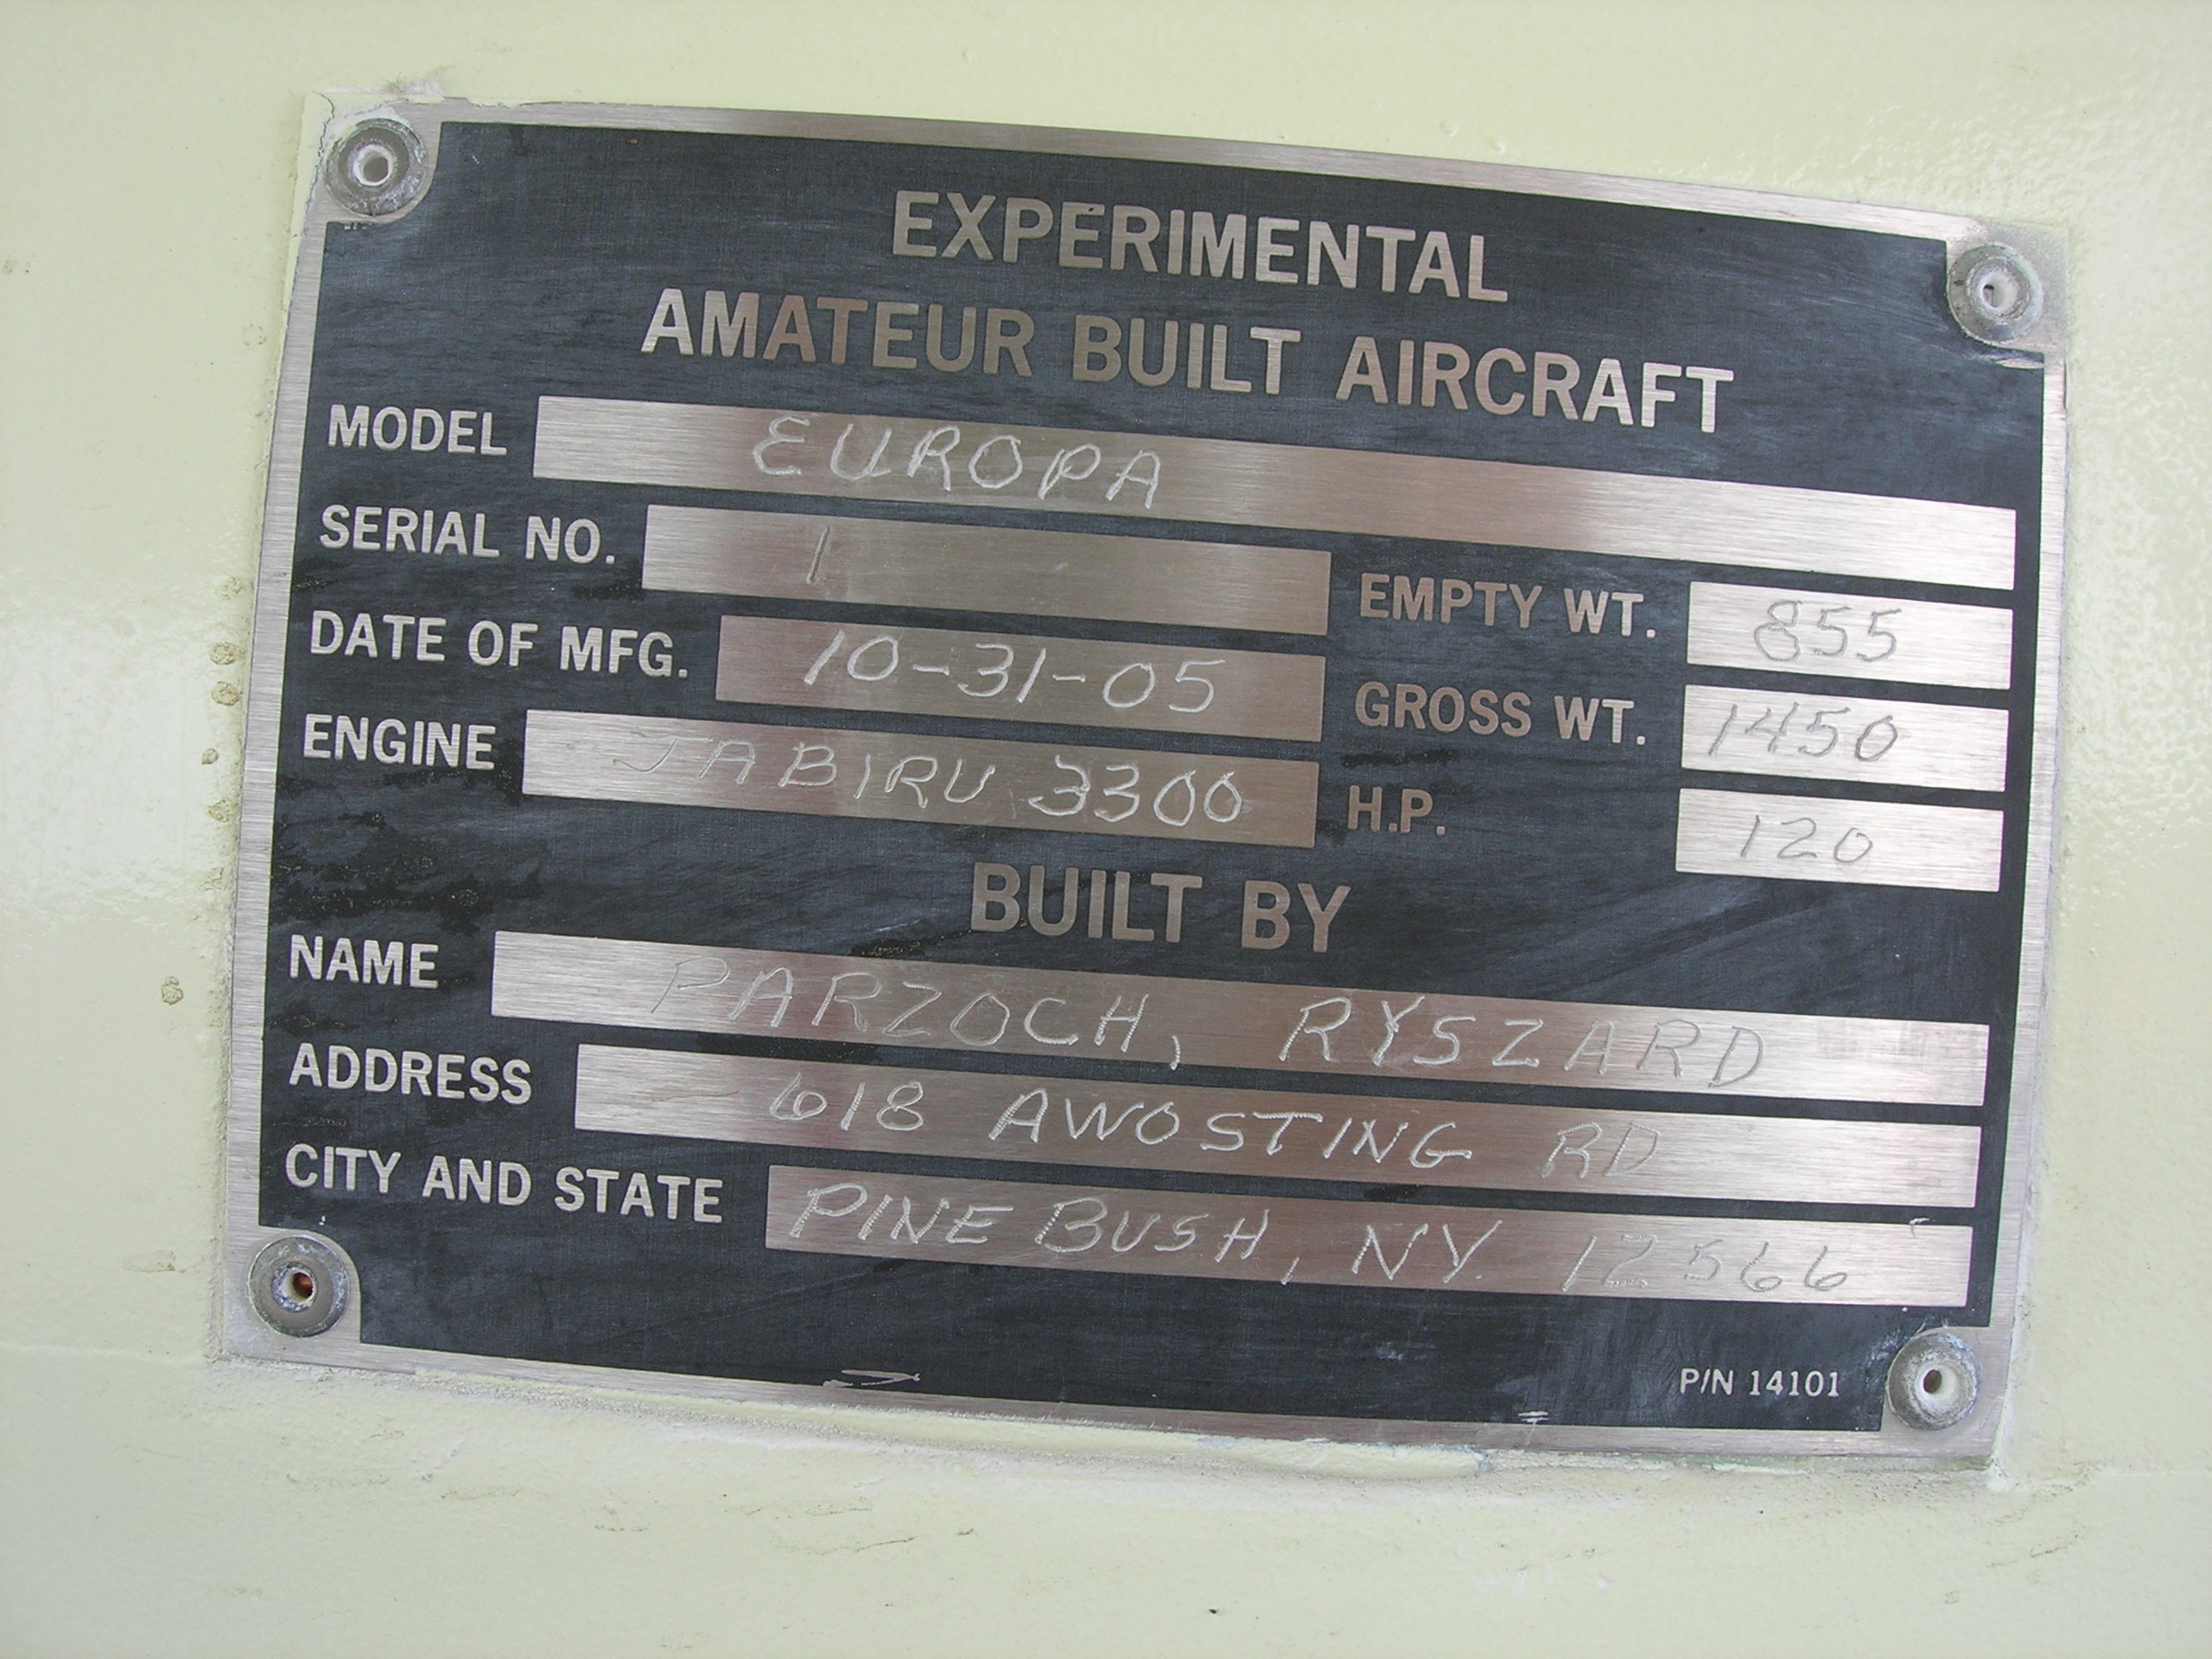 EXPERIMENTAL
AMATEUR BUILT AIRCRAFT
MODEL EUROPA
SERIAL NO. 1
EMPTY WT. 855
DATE OF MFG. 10-31-05
GROSS WT. 1450
ENGINE JABIRU 3300
H.P. 120
BUILT BY
NAME PARZOCH, RYSZARD
ADDRESS 618 AWOSTING RD
CITY AND STATE PINE BUSH, NY. 12566
P/N 14101